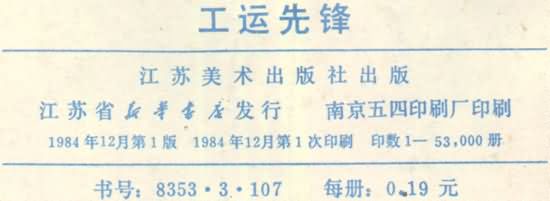 工运先锋
江苏美术出版社出版
江苏省新华书店发行 南京五四印刷厂印刷
1984年12月第1版 1984年12月第1次印刷 印数1—53,000册
书号：8353·3·107 每册：0.19元